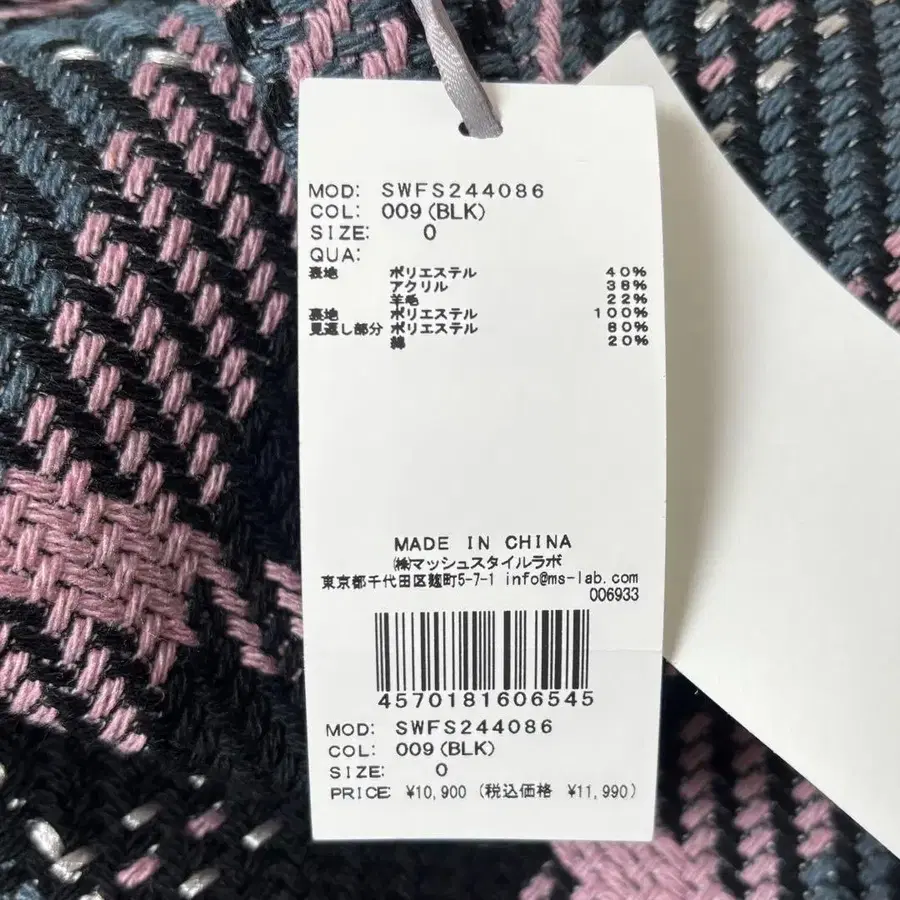 MOD: SWFS244086
COL: 009(BLK)
SIZE: 0
QUA:
表地 ポリエステル 40%
アクリル 38%
羊毛 22%
裏地 ポリエステル 100%
見返し部分 ポリエステル 80%
綿 20%
MADE IN CHINA
㈱マッシュスタイルラボ
東京都千代田区麹町5-7-1 info@ms-lab.com
006933
4570181606545
MOD: SWFS244086
COL: 009(BLK)
SIZE: 0
PRICE: ¥10,900 (税込価格 ¥11,990)